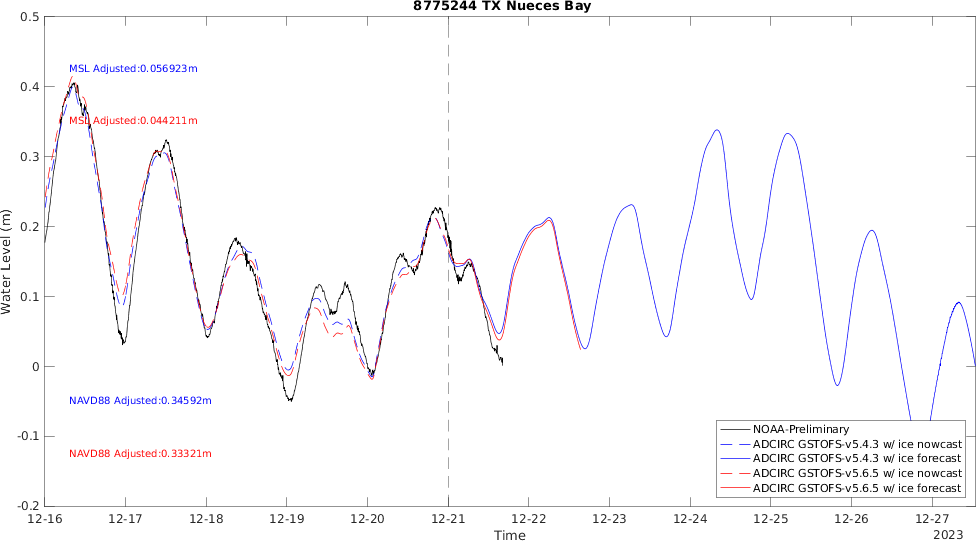 8775244 TX Nueces Bay
0.5
0.4
0.3
0.2
0.1
0
-0.1
-0.2
Water Level (m)
MSL Adjusted:0.056923m
MSL Adjusted:0.044211m
NAVD88 Adjusted:0.34592m
NAVD88 Adjusted:0.33321m
NOAA-Preliminary
ADCIRC GSTOFS-v5.4.3 w/ ice nowcast
ADCIRC GSTOFS-v5.4.3 w/ ice forecast
ADCIRC GSTOFS-v5.6.5 w/ ice nowcast
ADCIRC GSTOFS-v5.6.5 w/ ice forecast
12-16 12-17 12-18 12-19 12-20 12-21 12-22 12-23 12-24 12-25 12-26 12-27
Time
2023